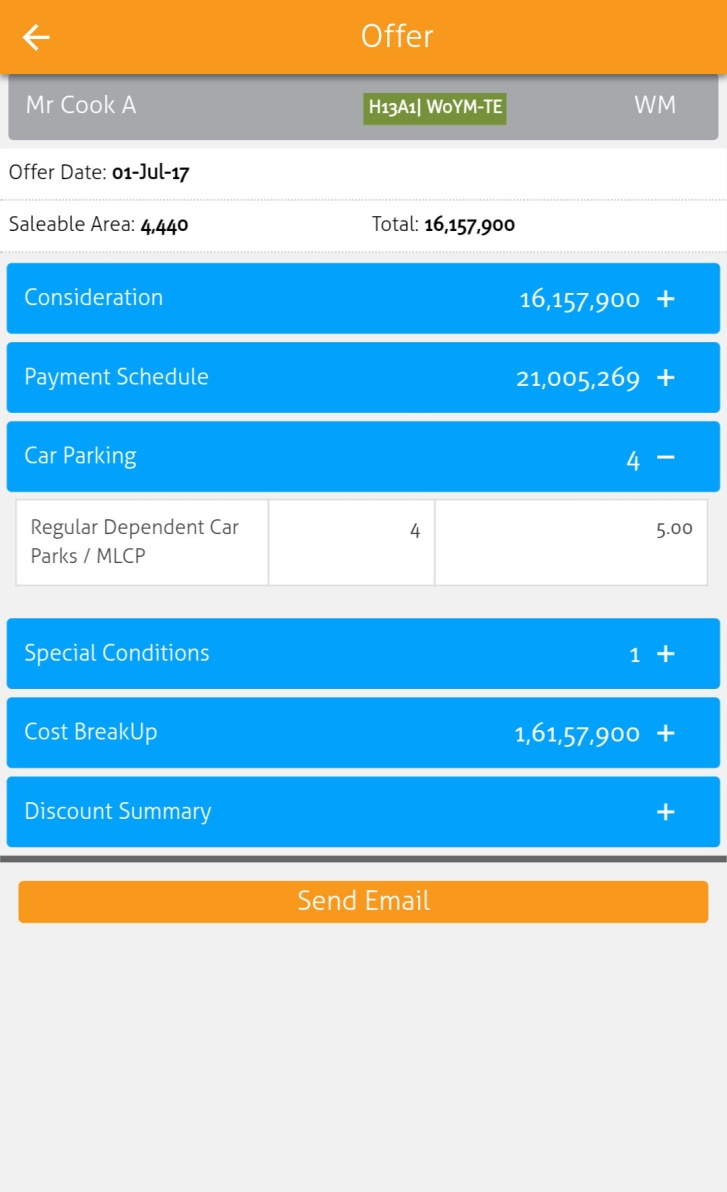 Offer
Mr Cook A H13A1| W0YM-TE WM
Offer Date: 01-Jul-17
Saleable Area: 4,440 Total: 16,157,900
Consideration 16,157,900 +
Payment Schedule 21,005,269 +
Car Parking 4 −
Regular Dependent Car 4 5.00
Parks / MLCP
Special Conditions 1 +
Cost BreakUp 1,61,57,900 +
Discount Summary +
Send Email